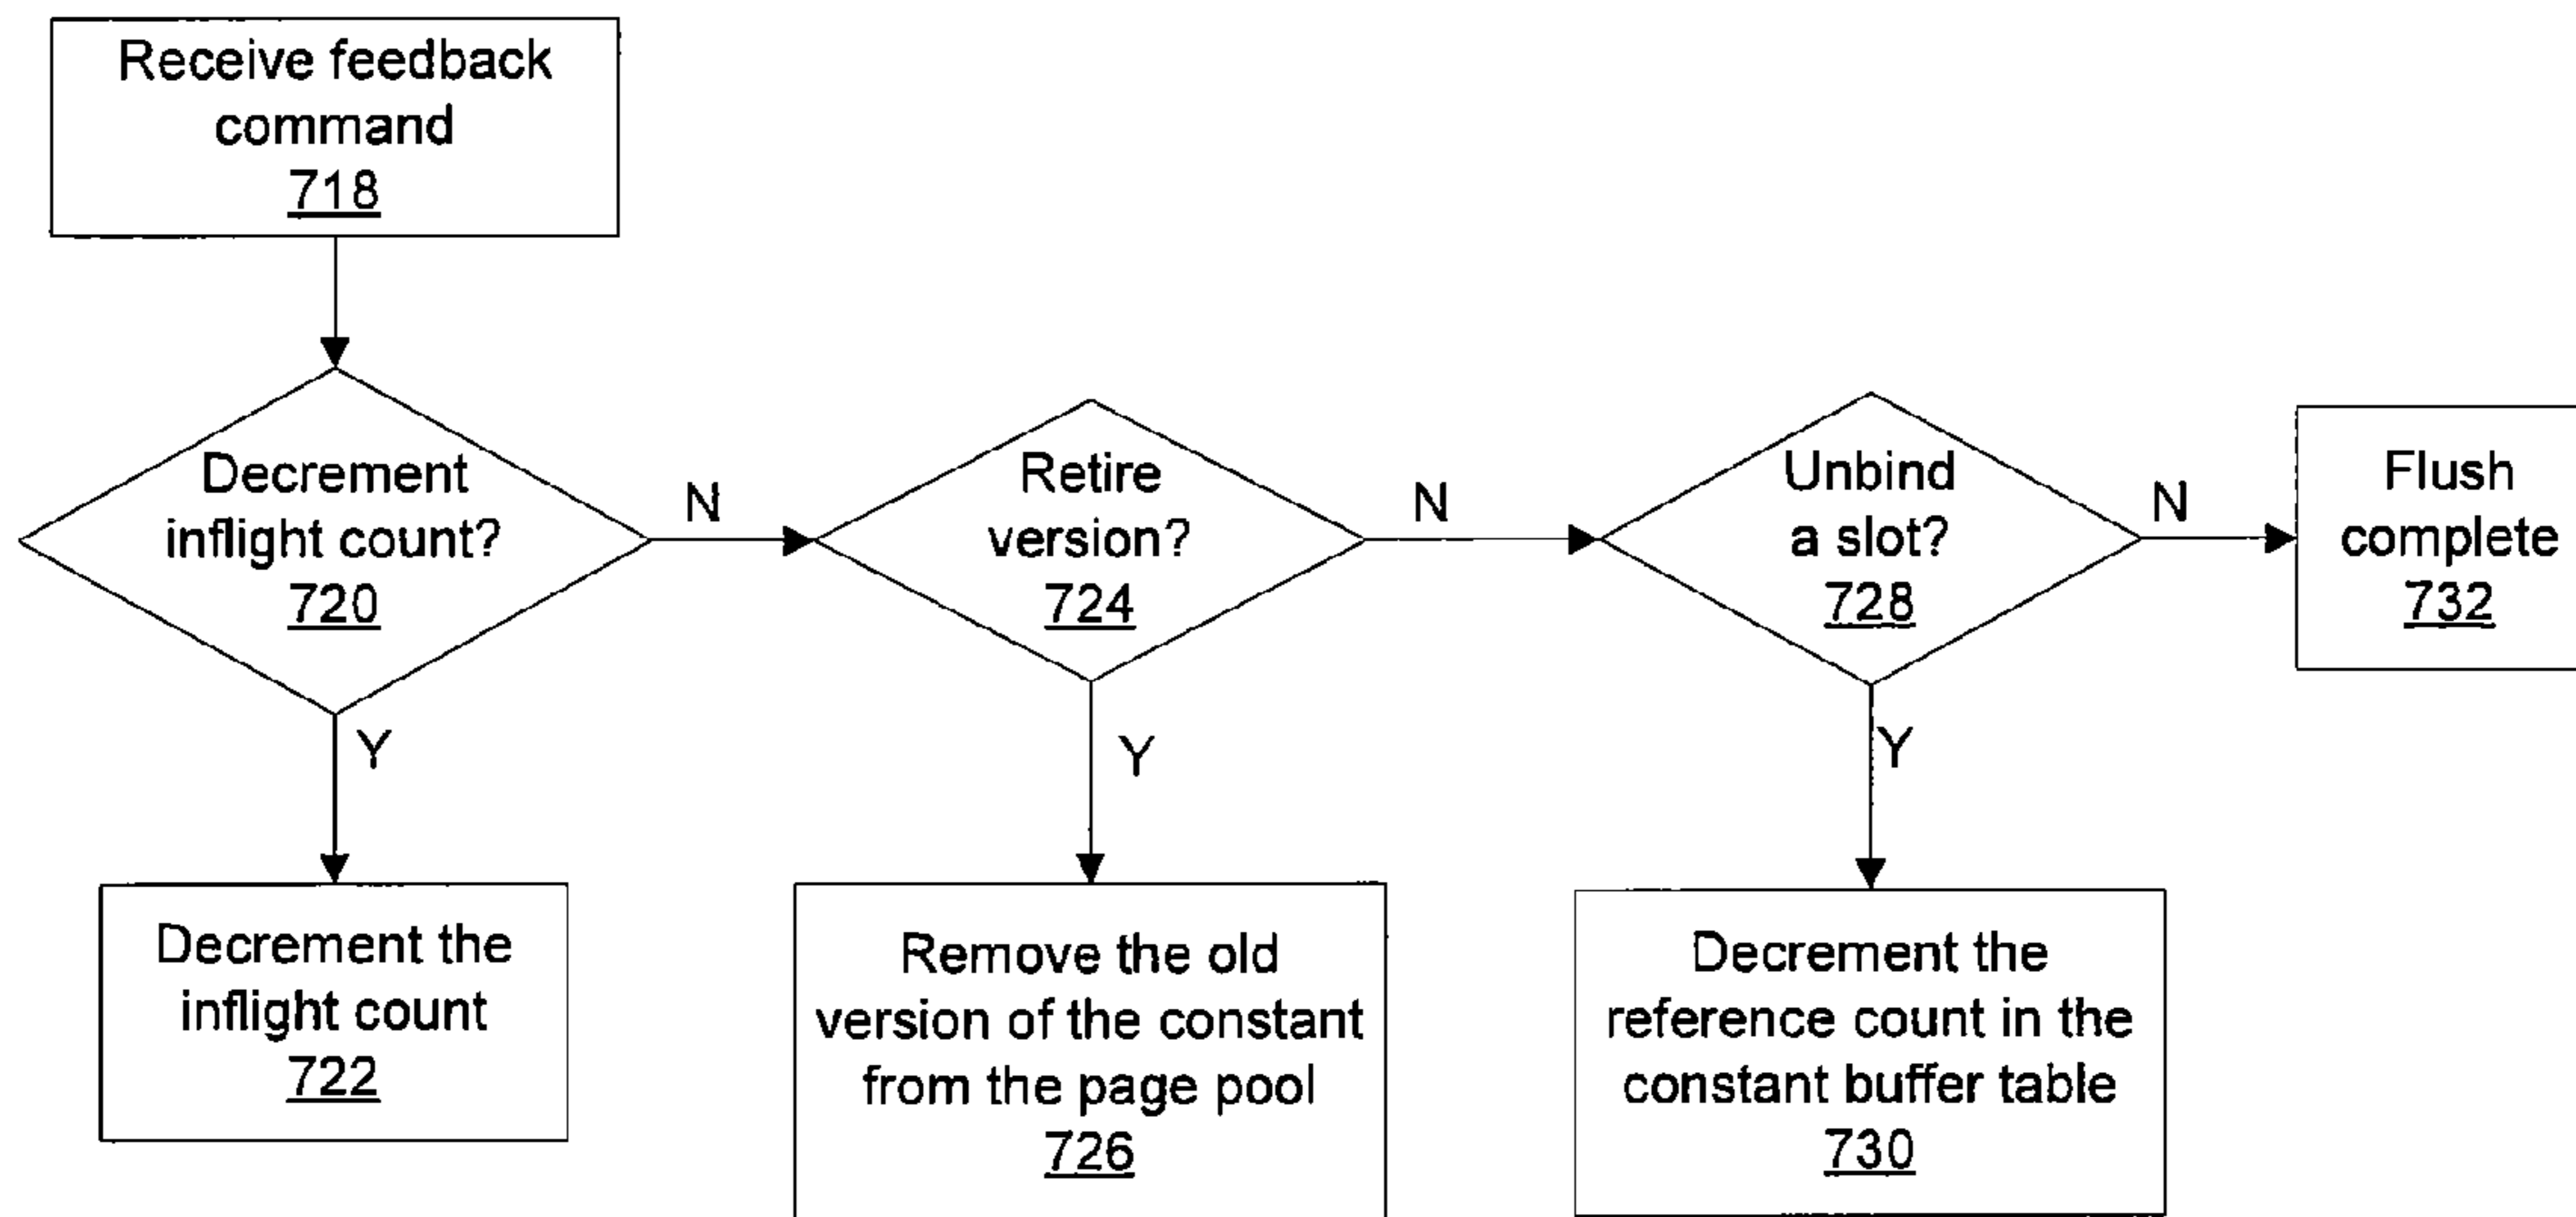 Receive feedback
command
718
Decrement
inflight count?
720
N
Retire
version?
724
N
Unbind
a slot?
728
N
Flush
complete
732
Y
Y
Y
Decrement the
inflight count
722
Remove the old
version of the constant
from the page pool
726
Decrement the
reference count in the
constant buffer table
730